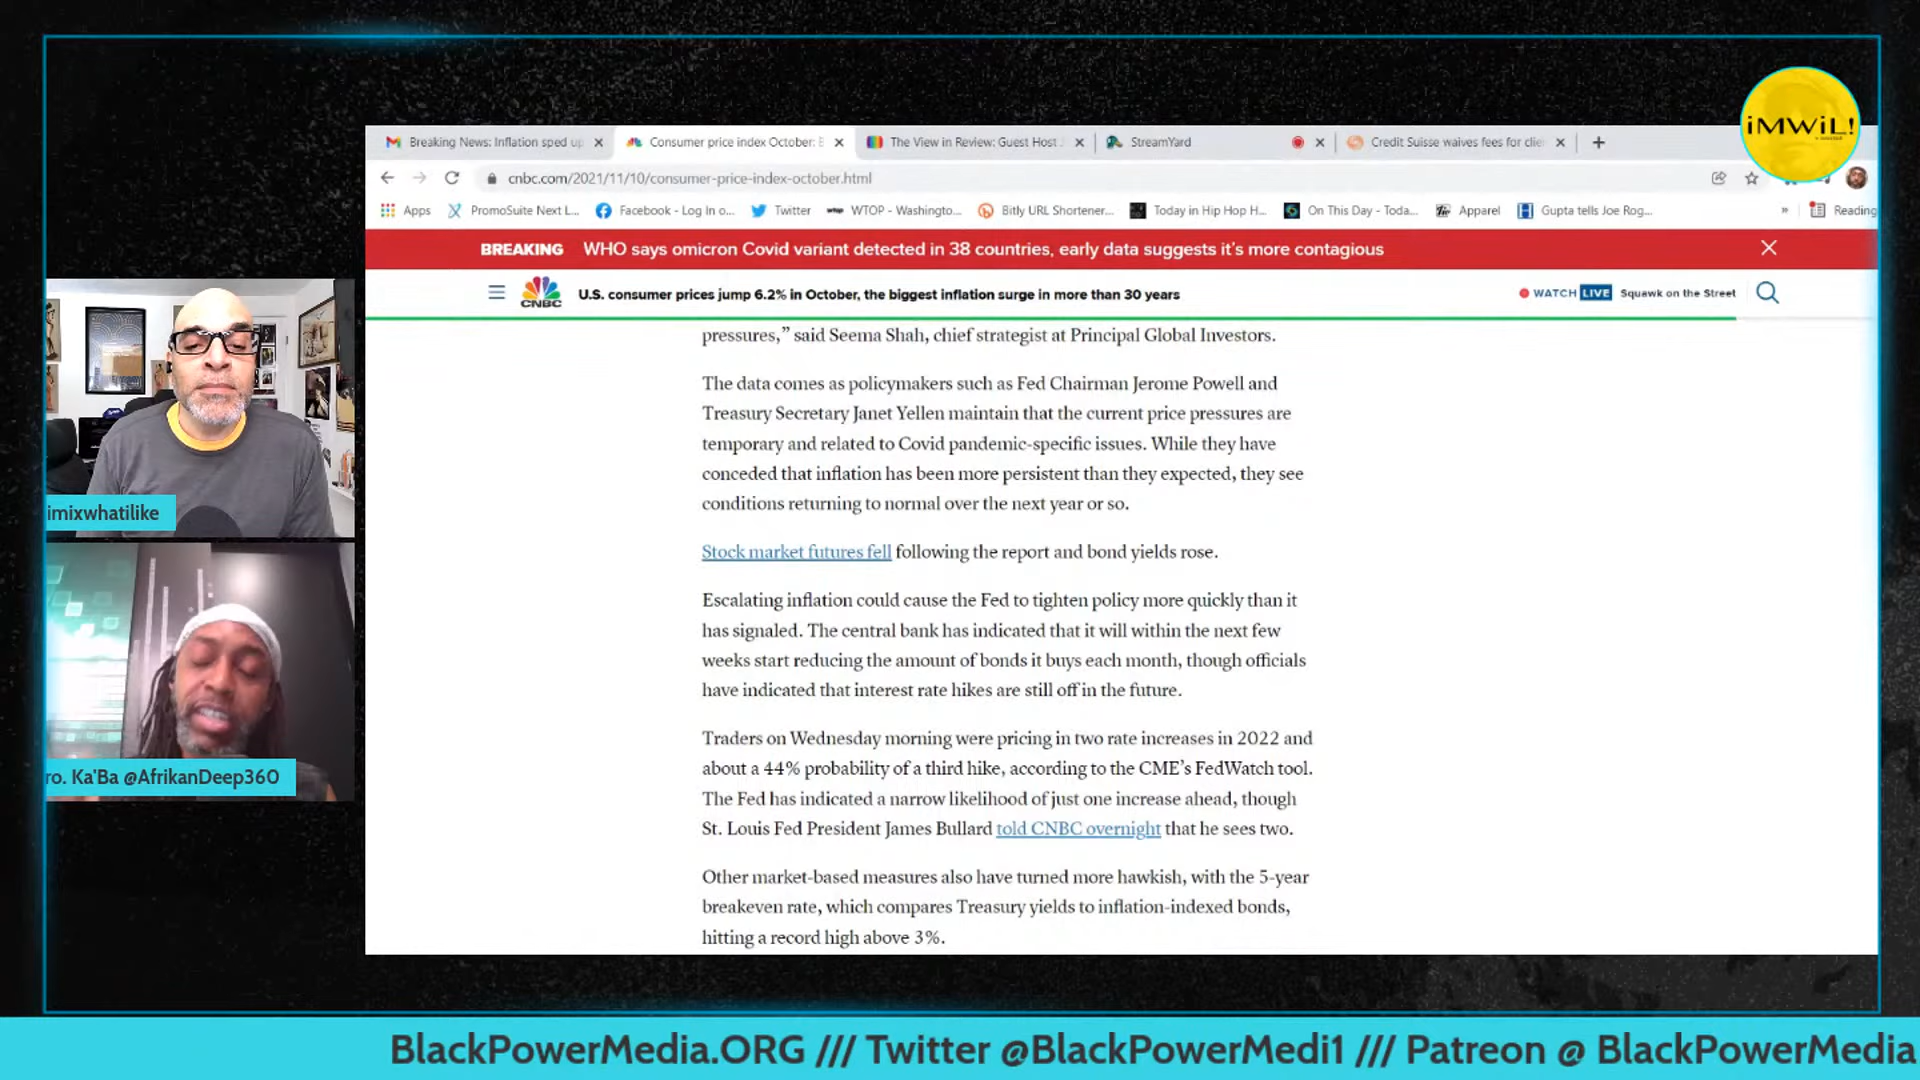 iMWiL!
Breaking News: Inflation sped up
Consumer price index October: E
The View in Review: Guest Host J
StreamYard
Credit Suisse waives fees for clie
cnbc.com/2021/11/10/consumer-price-index-october.html
Apps
PromoSuite Next L...
Facebook - Log In o...
Twitter
WTOP - Washingto...
Bitly URL Shortener...
Today in Hip Hop H...
On This Day - Toda...
Apparel
Gupta tells Joe Rog...
»
Reading
BREAKING WHO says omicron Covid variant detected in 38 countries, early data suggests it's more contagious
CNBC
U.S. consumer prices jump 6.2% in October, the biggest inflation surge in more than 30 years
WATCH LIVE Squawk on the Street
pressures,” said Seema Shah, chief strategist at Principal Global Investors.
The data comes as policymakers such as Fed Chairman Jerome Powell and
Treasury Secretary Janet Yellen maintain that the current price pressures are
temporary and related to Covid pandemic-specific issues. While they have
conceded that inflation has been more persistent than they expected, they see
conditions returning to normal over the next year or so.
Stock market futures fell following the report and bond yields rose.
Escalating inflation could cause the Fed to tighten policy more quickly than it
has signaled. The central bank has indicated that it will within the next few
weeks start reducing the amount of bonds it buys each month, though officials
have indicated that interest rate hikes are still off in the future.
Traders on Wednesday morning were pricing in two rate increases in 2022 and
about a 44% probability of a third hike, according to the CME’s FedWatch tool.
The Fed has indicated a narrow likelihood of just one increase ahead, though
St. Louis Fed President James Bullard told CNBC overnight that he sees two.
Other market-based measures also have turned more hawkish, with the 5-year
breakeven rate, which compares Treasury yields to inflation-indexed bonds,
hitting a record high above 3%.
imixwhatilike
ro. Ka'Ba @AfrikanDeep360
BlackPowerMedia.ORG /// Twitter @BlackPowerMedi1 /// Patreon @ BlackPowerMedia